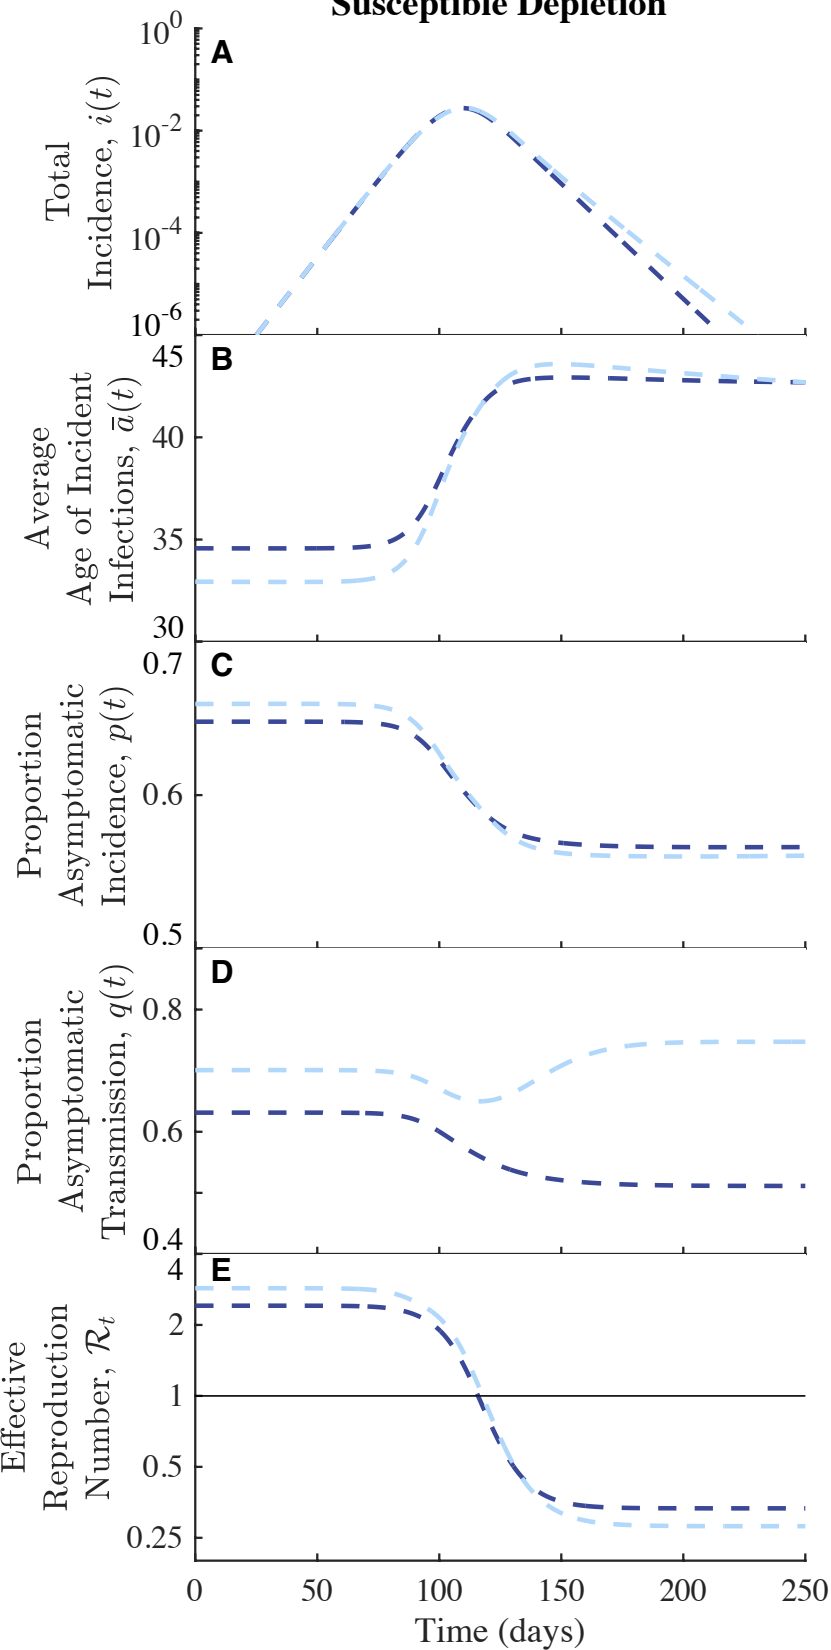 Susceptible Depletion
A
Total
Incidence, i(t)
10^0
10^-2
10^-4
10^-6
B
Average
Age of Incident
Infections, ā(t)
45
40
35
30
C
Proportion
Asymptomatic
Incidence, p(t)
0.7
0.6
0.5
D
Proportion
Asymptomatic
Transmission, q(t)
0.8
0.6
0.4
E
Effective
Reproduction
Number, ℛ_t
4
2
1
0.5
0.25
0 50 100 150 200 250
Time (days)